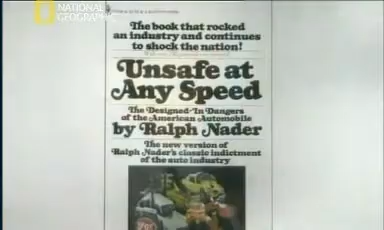 NATIONAL
GEOGRAPHIC
The book that rocked
an industry and continues
to shock the nation!
Unsafe at
Any Speed
The Designed-In Dangers
of the American Automobile
by Ralph Nader
The new version of
Ralph Nader's classic indictment
of the auto industry